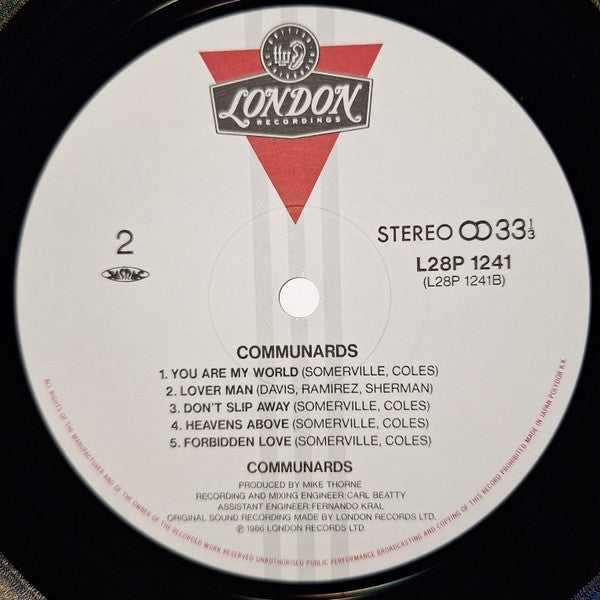 LONDON
RECORDINGS
2
STEREO 33 1/3
L28P 1241
(L28P 1241B)
COMMUNARDS
1. YOU ARE MY WORLD (SOMERVILLE, COLES)
2. LOVER MAN (DAVIS, RAMIREZ, SHERMAN)
3. DON'T SLIP AWAY (SOMERVILLE, COLES)
4. HEAVENS ABOVE (SOMERVILLE, COLES)
5. FORBIDDEN LOVE (SOMERVILLE, COLES)
COMMUNARDS
PRODUCED BY MIKE THORNE
RECORDING AND MIXING ENGINEER:CARL BEATTY
ASSISTANT ENGINEER:FERNANDO KRAL
ORIGINAL SOUND RECORDING MADE BY LONDON RECORDS LTD.
℗ 1986 LONDON RECORDS LTD.
ALL RIGHTS OF THE MANUFACTURER AND OF THE OWNER OF THE RECORDED WORK RESERVED UNAUTHORISED PUBLIC PERFORMANCE BROADCASTING AND COPYING OF THIS RECORD PROHIBITED MADE IN JAPAN POLYDOR K.K.